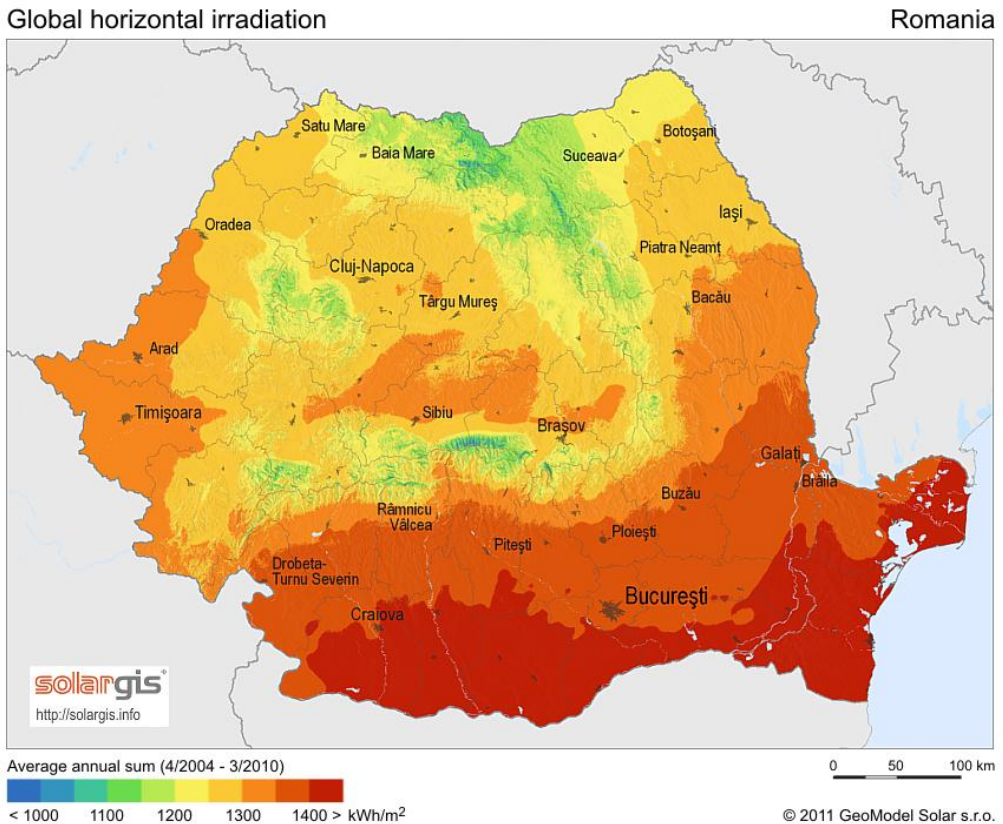 Global horizontal irradiation
Romania
Satu Mare
Baia Mare
Botoşani
Suceava
Iaşi
Oradea
Piatra Neamţ
Cluj-Napoca
Târgu Mureş
Bacău
Arad
Timişoara
Sibiu
Braşov
Galaţi
Brăila
Buzău
Râmnicu
Vâlcea
Ploieşti
Piteşti
Drobeta-
Turnu Severin
Bucureşti
Craiova
solargis
http://solargis.info
Average annual sum (4/2004 - 3/2010)
0 50 100 km
< 1000 1100 1200 1300 1400 > kWh/m²
© 2011 GeoModel Solar s.r.o.